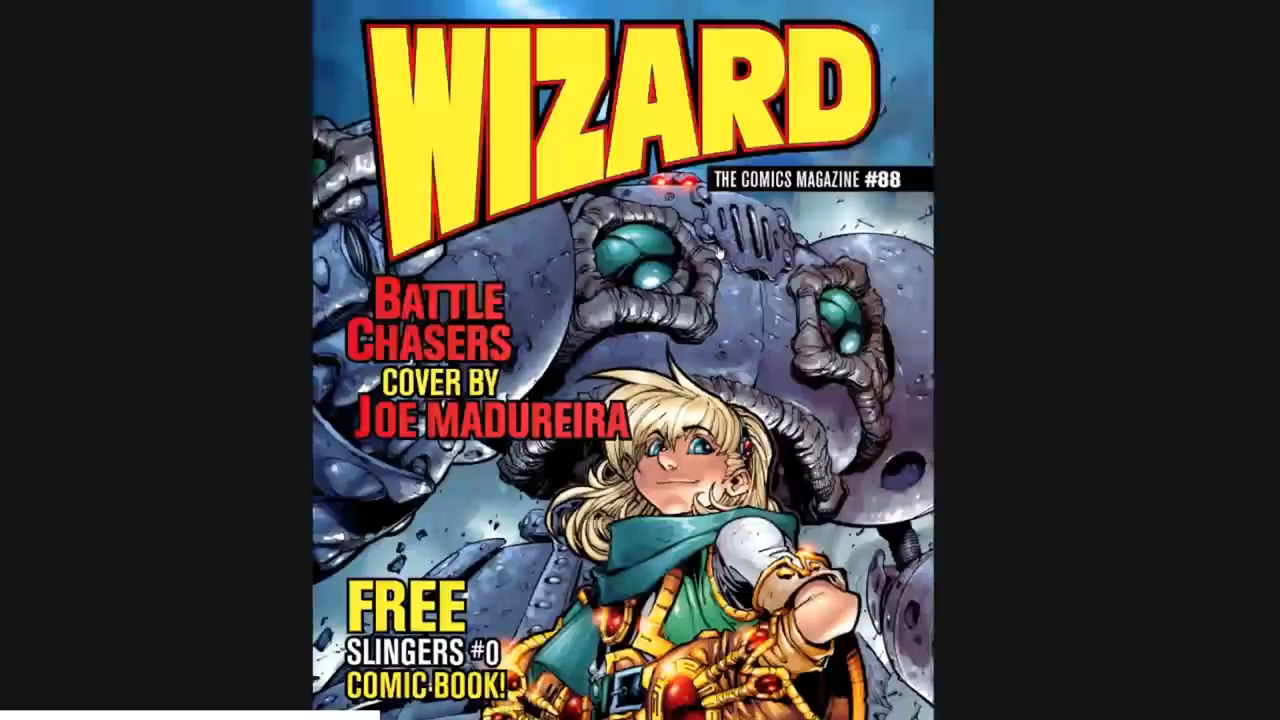 WIZARD
THE COMICS MAGAZINE #88
BATTLE
CHASERS
COVER BY
JOE MADUREIRA
FREE
SLINGERS #0
COMIC BOOK!